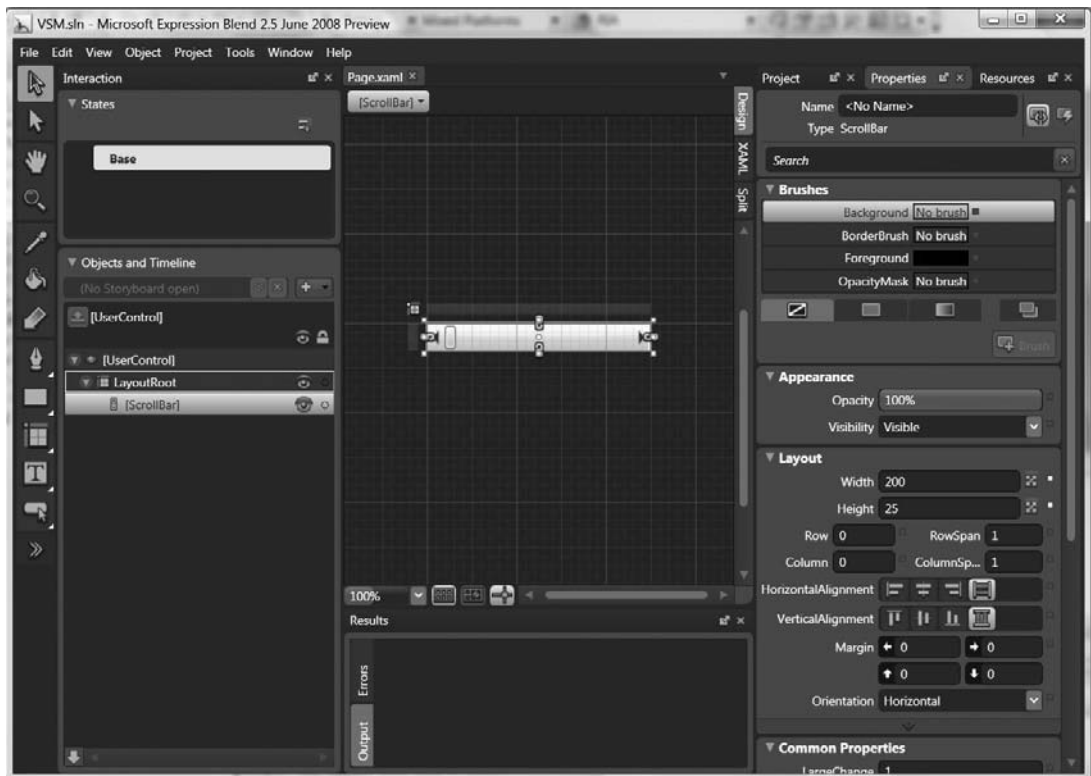 VSM.sln - Microsoft Expression Blend 2.5 June 2008 Preview
File Edit View Object Project Tools Window Help
Interaction
States
Base
Objects and Timeline
(No Storyboard open)
[UserControl]
[UserControl]
LayoutRoot
[ScrollBar]
Page.xaml
[ScrollBar]
Design
XAML
Split
100%
Results
Errors
Output
Project Properties Resources
Name <No Name>
Type ScrollBar
Search
Brushes
Background No brush
BorderBrush No brush
Foreground
OpacityMask No brush
Brush
Appearance
Opacity 100%
Visibility Visible
Layout
Width 200
Height 25
Row 0 RowSpan 1
Column 0 ColumnSp... 1
HorizontalAlignment
VerticalAlignment
Margin 0 0
0 0
Orientation Horizontal
Common Properties
LargeChange 1